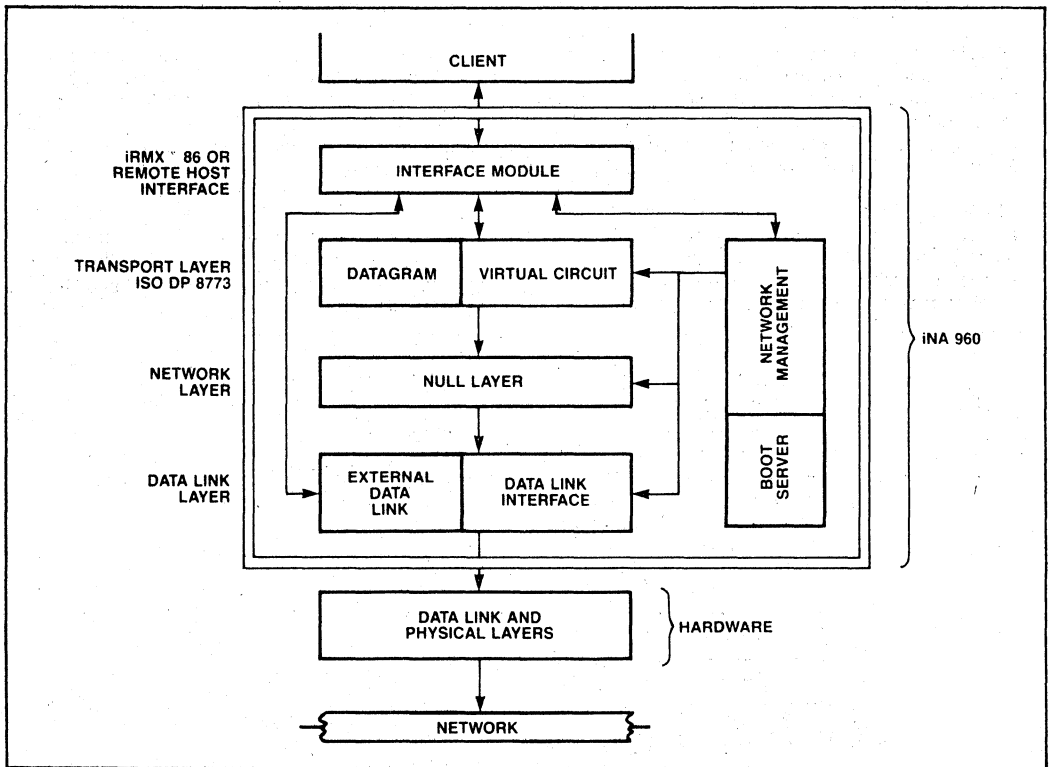 CLIENT
iRMX 86 OR
REMOTE HOST
INTERFACE
INTERFACE MODULE
TRANSPORT LAYER
ISO DP 8773
DATAGRAM
VIRTUAL CIRCUIT
NETWORK
MANAGEMENT
iNA 960
NETWORK
LAYER
NULL LAYER
DATA LINK
LAYER
EXTERNAL
DATA
LINK
DATA LINK
INTERFACE
BOOT
SERVER
DATA LINK AND
PHYSICAL LAYERS
HARDWARE
NETWORK